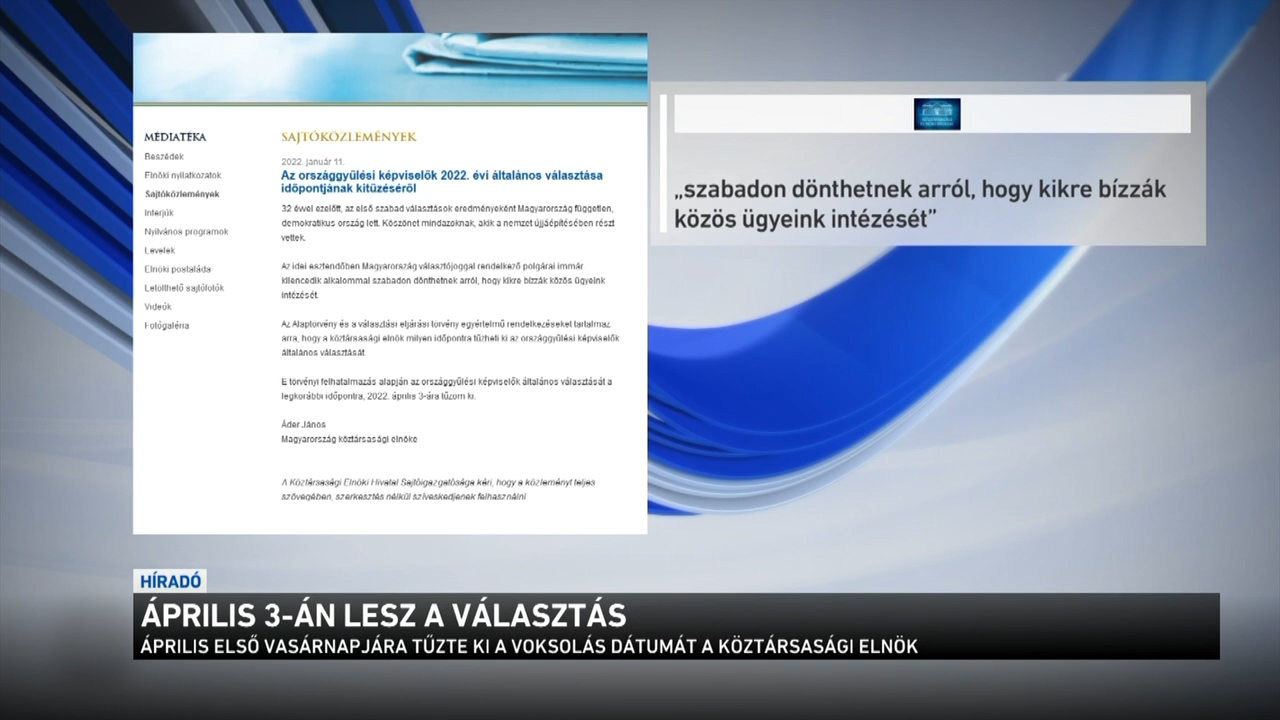 MÉDIATÉKA
Beszédek
Elnöki nyilatkozatok
Sajtóközlemények
Interjúk
Nyilvános programok
Levelek
Elnöki postaláda
Letölthető sajtófotók
Videók
Fotógaléria
SAJTÓKÖZLEMÉNYEK
2022. január 11.
Az országgyűlési képviselők 2022. évi általános választása
időpontjának kitűzéséről
32 évvel ezelőtt, az első szabad választások eredményeként Magyarország független,
demokratikus ország lett. Köszönet mindazoknak, akik a nemzet újjáépítésében részt
vettek.
Az idei esztendőben Magyarország választójoggal rendelkező polgárai immár
kilencedik alkalommal szabadon dönthetnek arról, hogy kikre bízzák közös ügyeink
intézését.
Az Alaptörvény és a választási eljárási törvény egyértelmű rendelkezéseket tartalmaz
arra, hogy a köztársasági elnök milyen időpontra tűzheti ki az országgyűlési képviselők
általános választását.
E törvényi felhatalmazás alapján az országgyűlési képviselők általános választását a
legkorábbi időpontra, 2022. április 3-ára tűzöm ki.
Áder János
Magyarország köztársasági elnöke
A Köztársasági Elnöki Hivatal Sajtóigazgatósága kéri, hogy a közleményt teljes
szövegében, szerkesztés nélkül szíveskedjenek felhasználni
„szabadon dönthetnek arról, hogy kikre bízzák
közös ügyeink intézését”
HÍRADÓ
ÁPRILIS 3-ÁN LESZ A VÁLASZTÁS
ÁPRILIS ELSŐ VASÁRNAPJÁRA TŰZTE KI A VOKSOLÁS DÁTUMÁT A KÖZTÁRSASÁGI ELNÖK